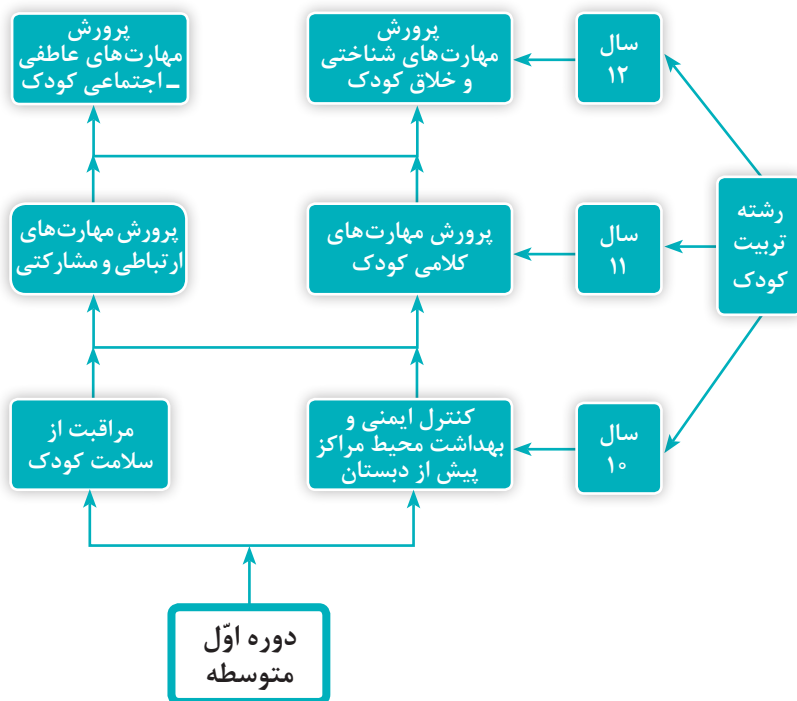 پرورش
مهارت‌های عاطفی
ـ اجتماعی کودک
پرورش
مهارت‌های شناختی
و خلاق کودک
سال
۱۲
پرورش مهارت‌های
ارتباطی و مشارکتی
پرورش مهارت‌های
کلامی کودک
سال
۱۱
رشته
تربیت
کودک
مراقبت از
سلامت کودک
کنترل ایمنی و
بهداشت محیط مراکز
پیش از دبستان
سال
۱۰
دوره اوّل
متوسطه